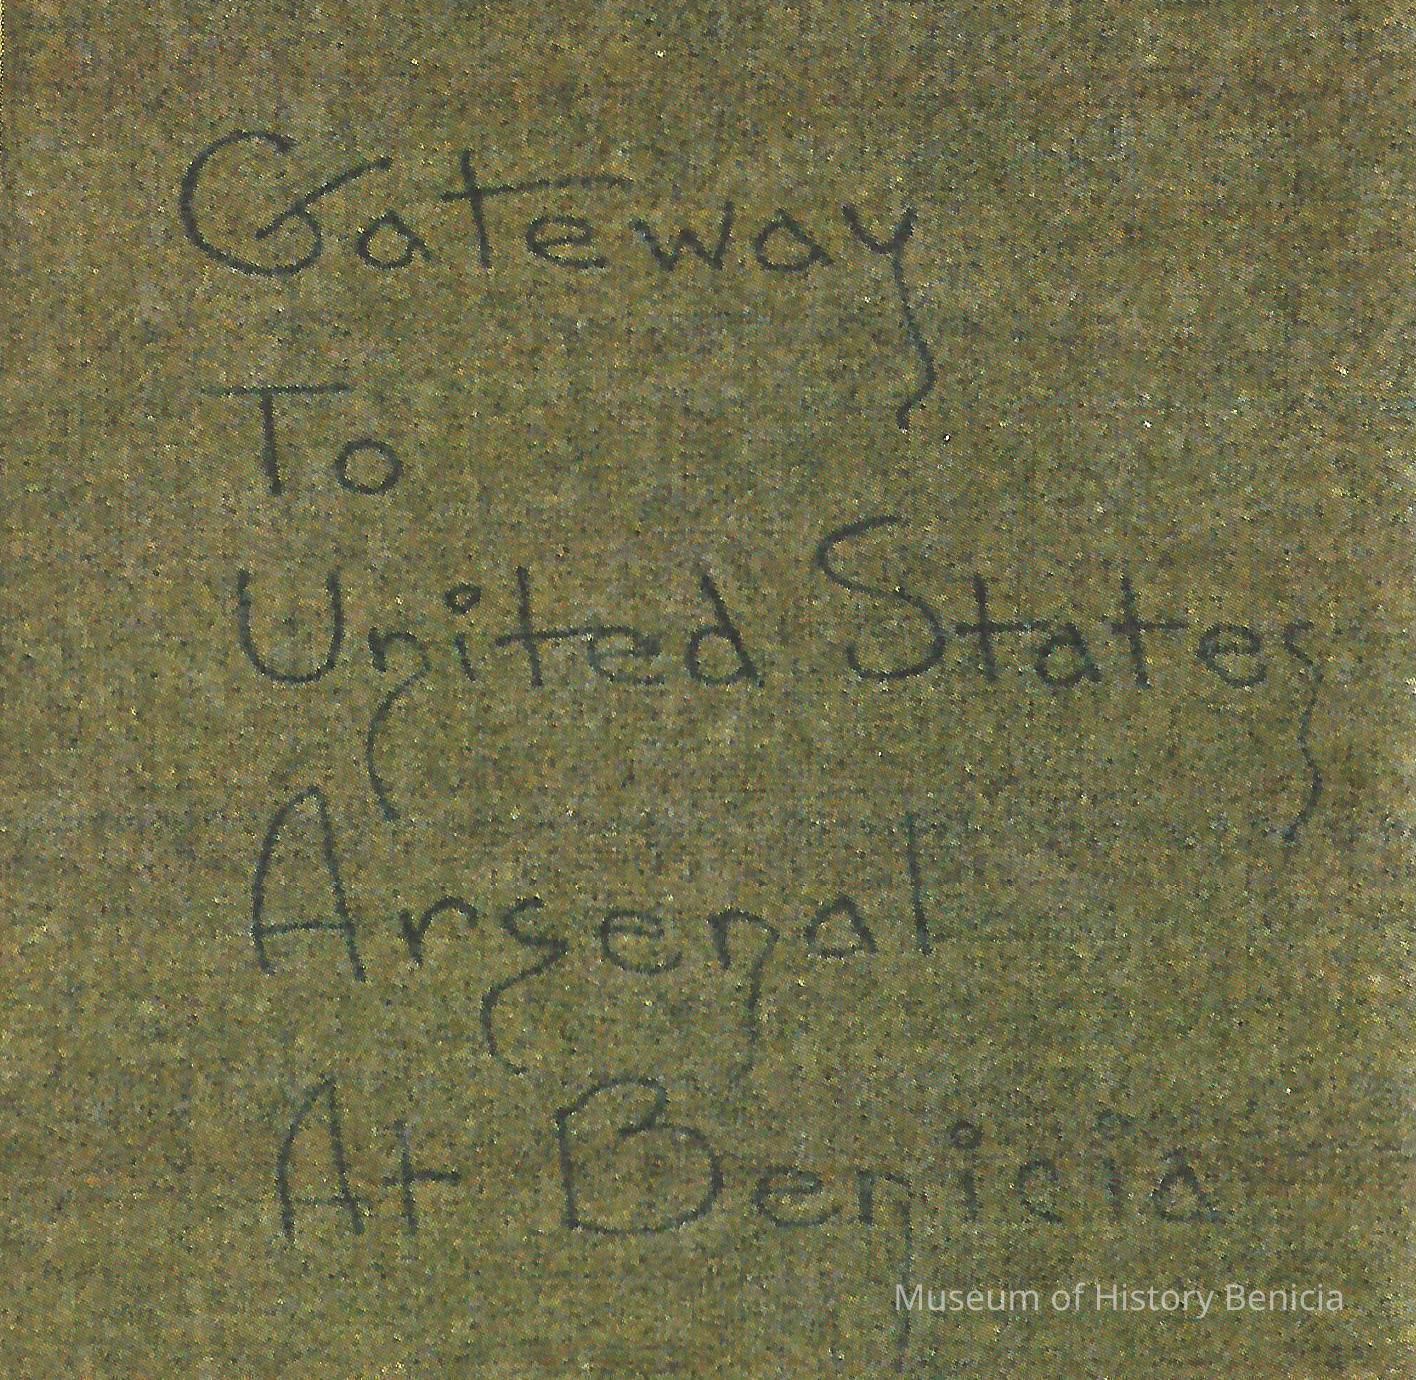 Gateway
To
United States
Arsenal
At Benicia
Museum of History Benicia